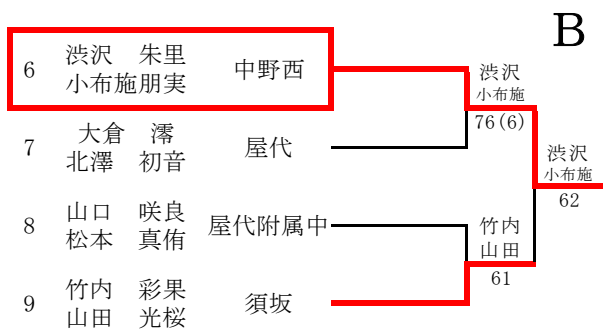 B
6 渋沢 朱里 中野西
小布施朋実
渋沢
小布施
76(6)
7 大倉 澪 屋代
北澤 初音
渋沢
小布施
62
8 山口 咲良 屋代附属中
松本 真侑
竹内
山田
61
9 竹内 彩果 須坂
山田 光桜